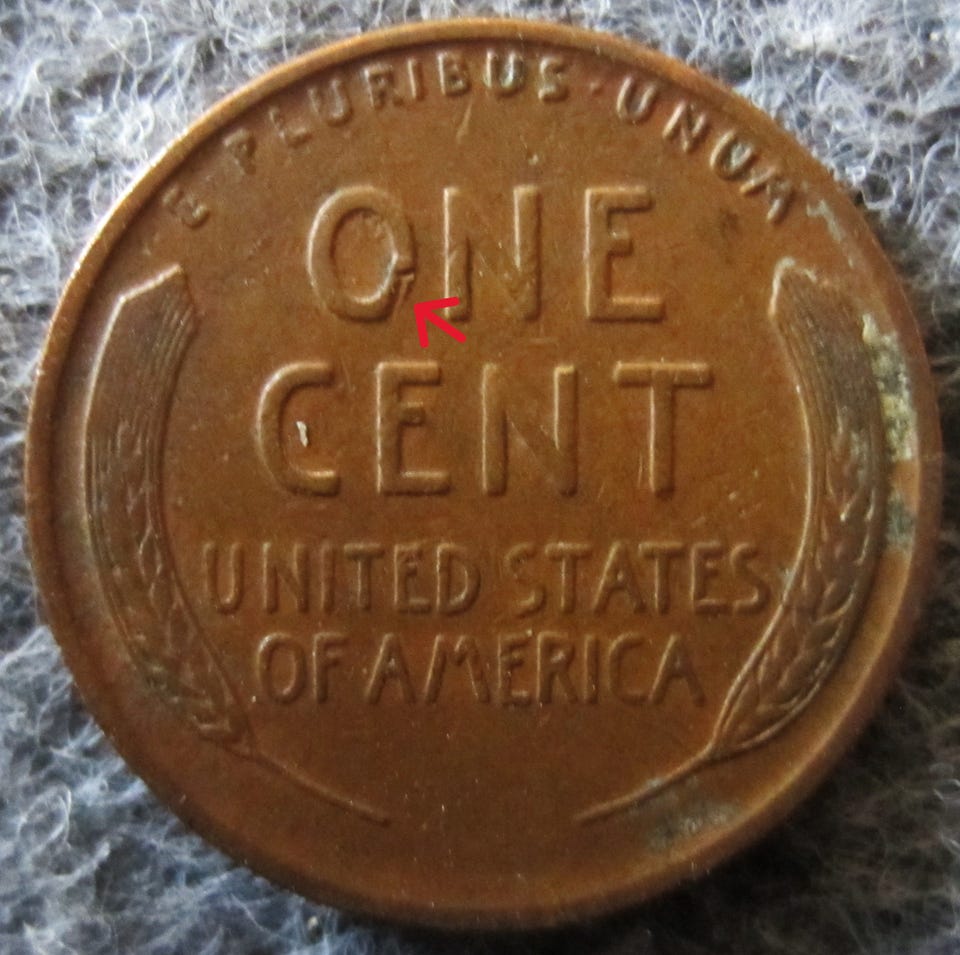 E PLURIBUS · UNUM
ONE
CENT
UNITED STATES
OF AMERICA